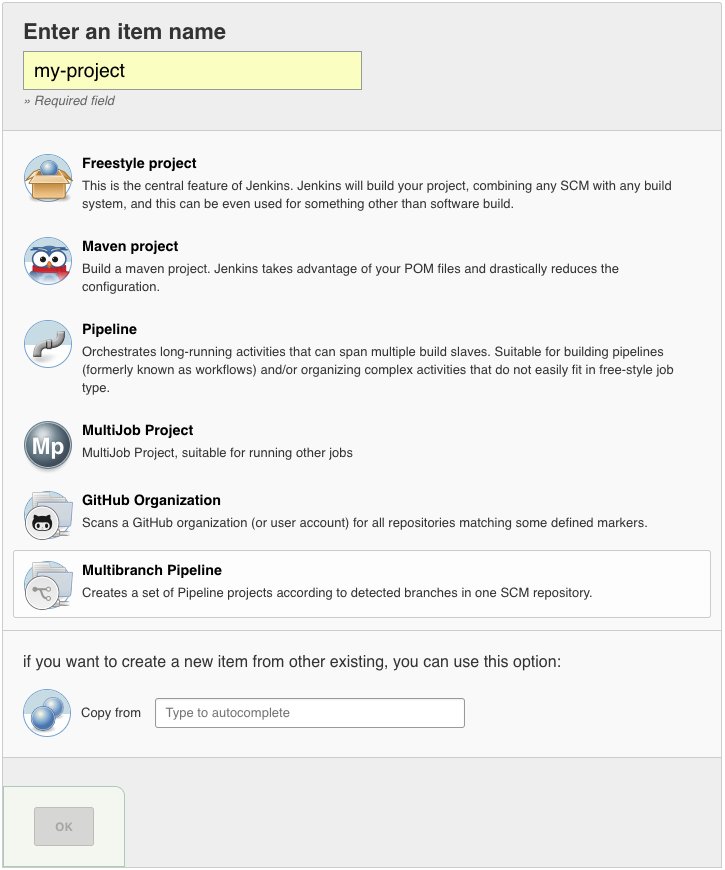 Enter an item name
my-project
» Required field
Freestyle project
This is the central feature of Jenkins. Jenkins will build your project, combining any SCM with any build
system, and this can be even used for something other than software build.
Maven project
Build a maven project. Jenkins takes advantage of your POM files and drastically reduces the
configuration.
Pipeline
Orchestrates long-running activities that can span multiple build slaves. Suitable for building pipelines
(formerly known as workflows) and/or organizing complex activities that do not easily fit in free-style job
type.
Mp
MultiJob Project
MultiJob Project, suitable for running other jobs
GitHub Organization
Scans a GitHub organization (or user account) for all repositories matching some defined markers.
Multibranch Pipeline
Creates a set of Pipeline projects according to detected branches in one SCM repository.
if you want to create a new item from other existing, you can use this option:
Copy from
Type to autocomplete
OK